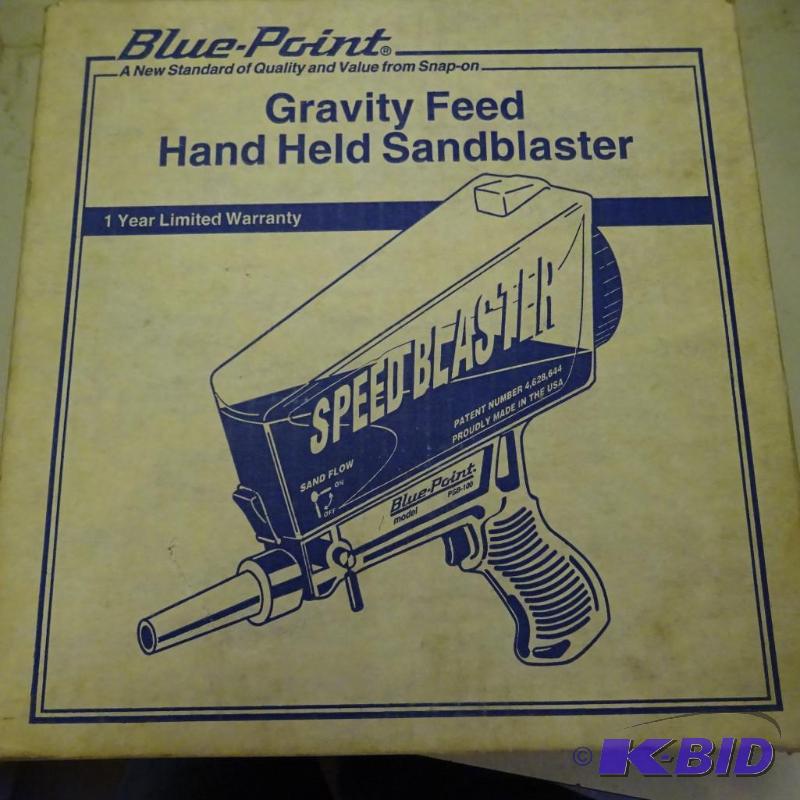 Blue-Point®
A New Standard of Quality and Value from Snap-on
Gravity Feed
Hand Held Sandblaster
1 Year Limited Warranty
SPEED BLASTER
PATENT NUMBER 4,628,644
PROUDLY MADE IN THE USA
SAND FLOW
ON
OFF
Blue-Point.
model PSB-100
© K-BID